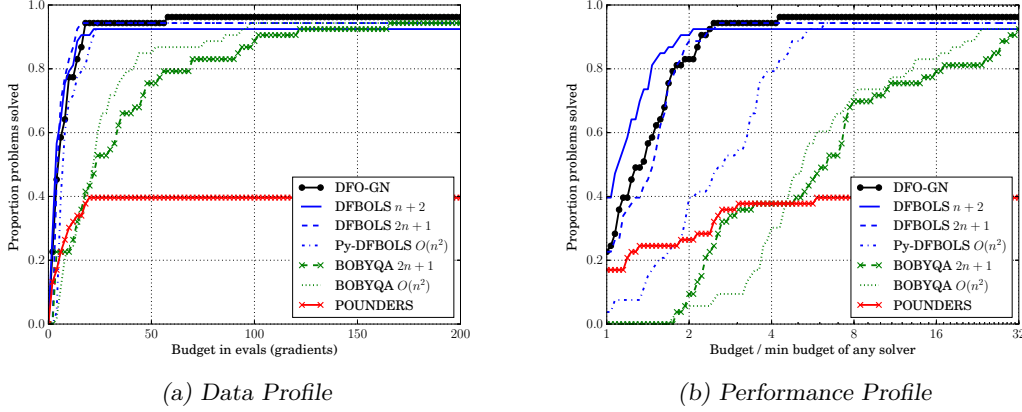 1.0
0.8
0.6
0.4
0.2
0.0
Proportion problems solved
0 50 100 150 200
Budget in evals (gradients)
DFO-GN
DFBOLS n + 2
DFBOLS 2n + 1
Py-DFBOLS O(n²)
BOBYQA 2n + 1
BOBYQA O(n²)
POUNDERS
(a) Data Profile
1.0
0.8
0.6
0.4
0.2
0.0
Proportion problems solved
1 2 4 8 16 32
Budget / min budget of any solver
DFO-GN
DFBOLS n + 2
DFBOLS 2n + 1
Py-DFBOLS O(n²)
BOBYQA 2n + 1
BOBYQA O(n²)
POUNDERS
(b) Performance Profile